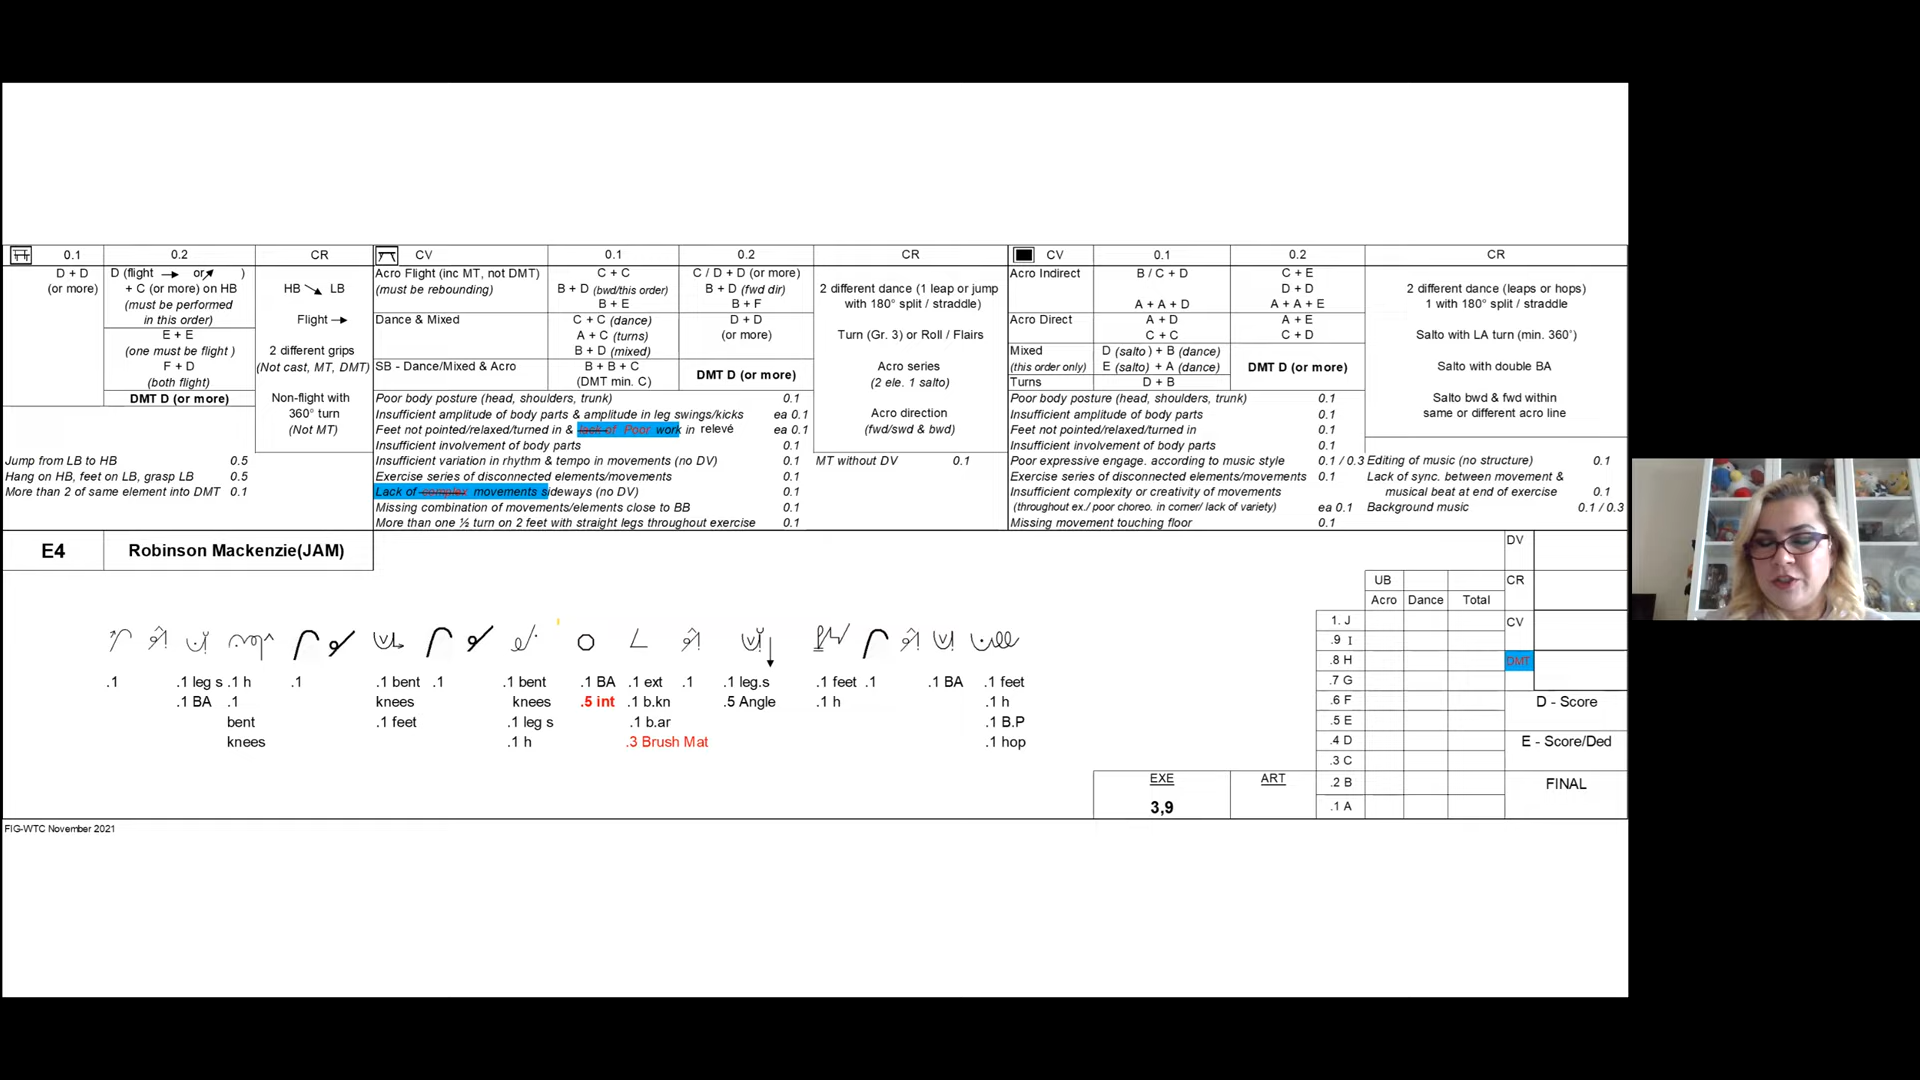 0.1 0.2 CR
D + D D (flight or )
(or more) + C (or more) on HB
(must be performed
in this order)
E + E
(one must be flight )
F + D
(both flight)
DMT D (or more)
HB LB
Flight
2 different grips
(Not cast, MT, DMT)
Non-flight with
360° turn
(Not MT)
Jump from LB to HB 0.5
Hang on HB, feet on LB, grasp LB 0.5
More than 2 of same element into DMT 0.1
CV 0.1 0.2 CR
Acro Flight (inc MT, not DMT) C + C C / D + D (or more)
(must be rebounding) B + D (bwd/this order) B + D (fwd dir)
B + E B + F
Dance & Mixed C + C (dance) D + D
A + C (turns) (or more)
B + D (mixed)
SB - Dance/Mixed & Acro B + B + C DMT D (or more)
(DMT min. C)
2 different dance (1 leap or jump
with 180° split / straddle)
Turn (Gr. 3) or Roll / Flairs
Acro series
(2 ele. 1 salto)
Acro direction
(fwd/swd & bwd)
Poor body posture (head, shoulders, trunk) 0.1
Insufficient amplitude of body parts & amplitude in leg swings/kicks ea 0.1
Feet not pointed/relaxed/turned in & lack of Poor work in relevé ea 0.1
Insufficient involvement of body parts 0.1
Insufficient variation in rhythm & tempo in movements (no DV) 0.1
Exercise series of disconnected elements/movements 0.1
Lack of complex movements sideways (no DV) 0.1
Missing combination of movements/elements close to BB 0.1
More than one ½ turn on 2 feet with straight legs throughout exercise 0.1
MT without DV 0.1
CV 0.1 0.2 CR
Acro Indirect B / C + D C + E
D + D
A + A + D A + A + E
Acro Direct A + D A + E
C + C C + D
Mixed D (salto ) + B (dance)
(this order only) E (salto) + A (dance) DMT D (or more)
Turns D + B
2 different dance (leaps or hops)
1 with 180° split / straddle
Salto with LA turn (min. 360°)
Salto with double BA
Salto bwd & fwd within
same or different acro line
Poor body posture (head, shoulders, trunk) 0.1
Insufficient amplitude of body parts 0.1
Feet not pointed/relaxed/turned in 0.1
Insufficient involvement of body parts 0.1
Poor expressive engage. according to music style 0.1 / 0.3
Exercise series of disconnected elements/movements 0.1
Insufficient complexity or creativity of movements
(throughout ex./ poor choreo. in corner/ lack of variety) ea 0.1
Missing movement touching floor 0.1
Editing of music (no structure) 0.1
Lack of sync. between movement &
musical beat at end of exercise 0.1
Background music 0.1 / 0.3
E4 Robinson Mackenzie(JAM)
.1 .1 leg s .1 h .1 .1 bent .1 .1 bent .1 BA .1 ext .1 .1 leg.s .1 feet .1 .1 BA .1 feet
.1 BA .1 knees knees .5 int .1 b.kn .5 Angle .1 h .1 h
bent .1 feet .1 leg s .1 b.ar .1 B.P
knees .1 h .3 Brush Mat .1 hop
EXE ART
3,9
UB
Acro Dance Total
1. J
.9 I
.8 H
.7 G
.6 F
.5 E
.4 D
.3 C
.2 B
.1 A
DV
CR
CV
DMT
D - Score
E - Score/Ded
FINAL
FIG-WTC November 2021